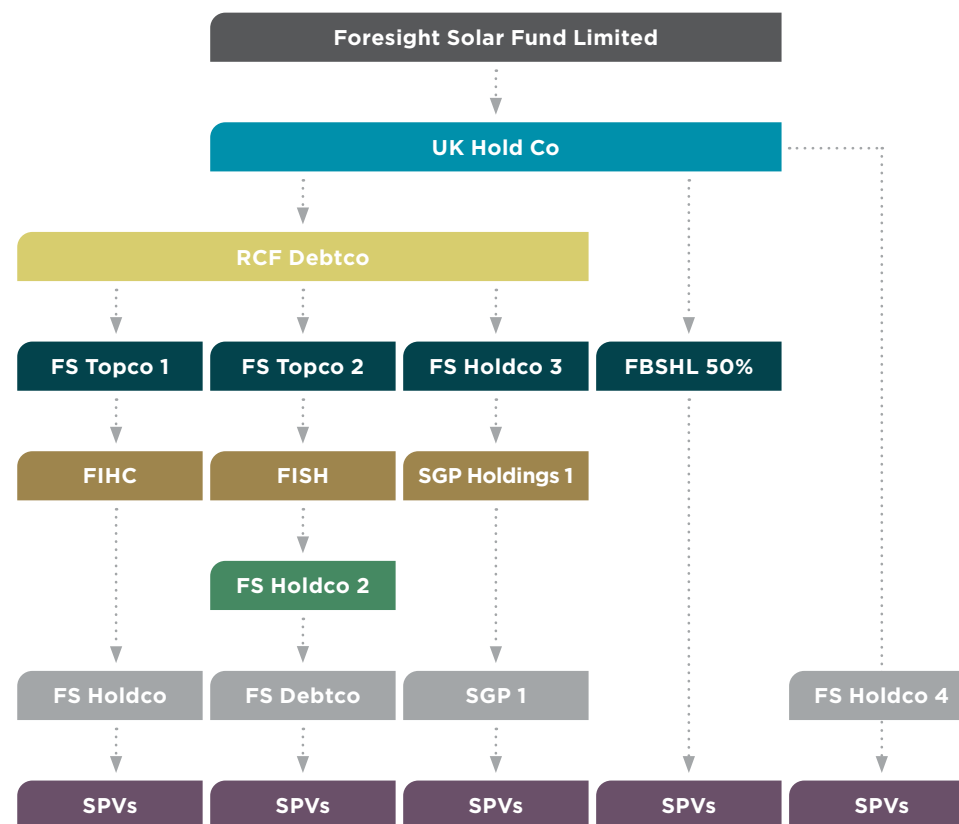 Foresight Solar Fund Limited
UK Hold Co
RCF Debtco
FS Topco 1
FS Topco 2
FS Holdco 3
FBSHL 50%
FIHC
FISH
SGP Holdings 1
FS Holdco 2
FS Holdco
FS Debtco
SGP 1
FS Holdco 4
SPVs
SPVs
SPVs
SPVs
SPVs